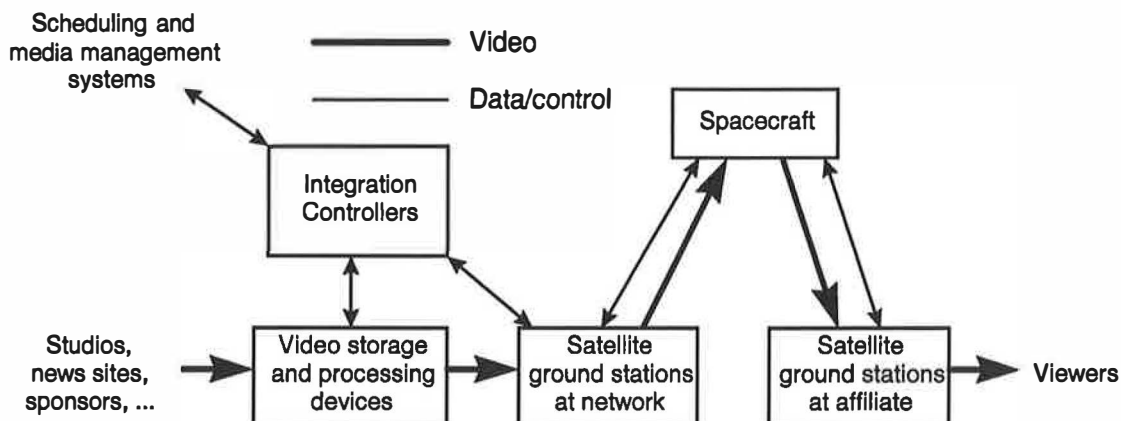 Scheduling and
media management
systems
Video
Data/control
Spacecraft
Integration
Controllers
Studios,
news sites,
sponsors, ...
Video storage
and processing
devices
Satellite
ground stations
at network
Satellite
ground stations
at affiliate
Viewers